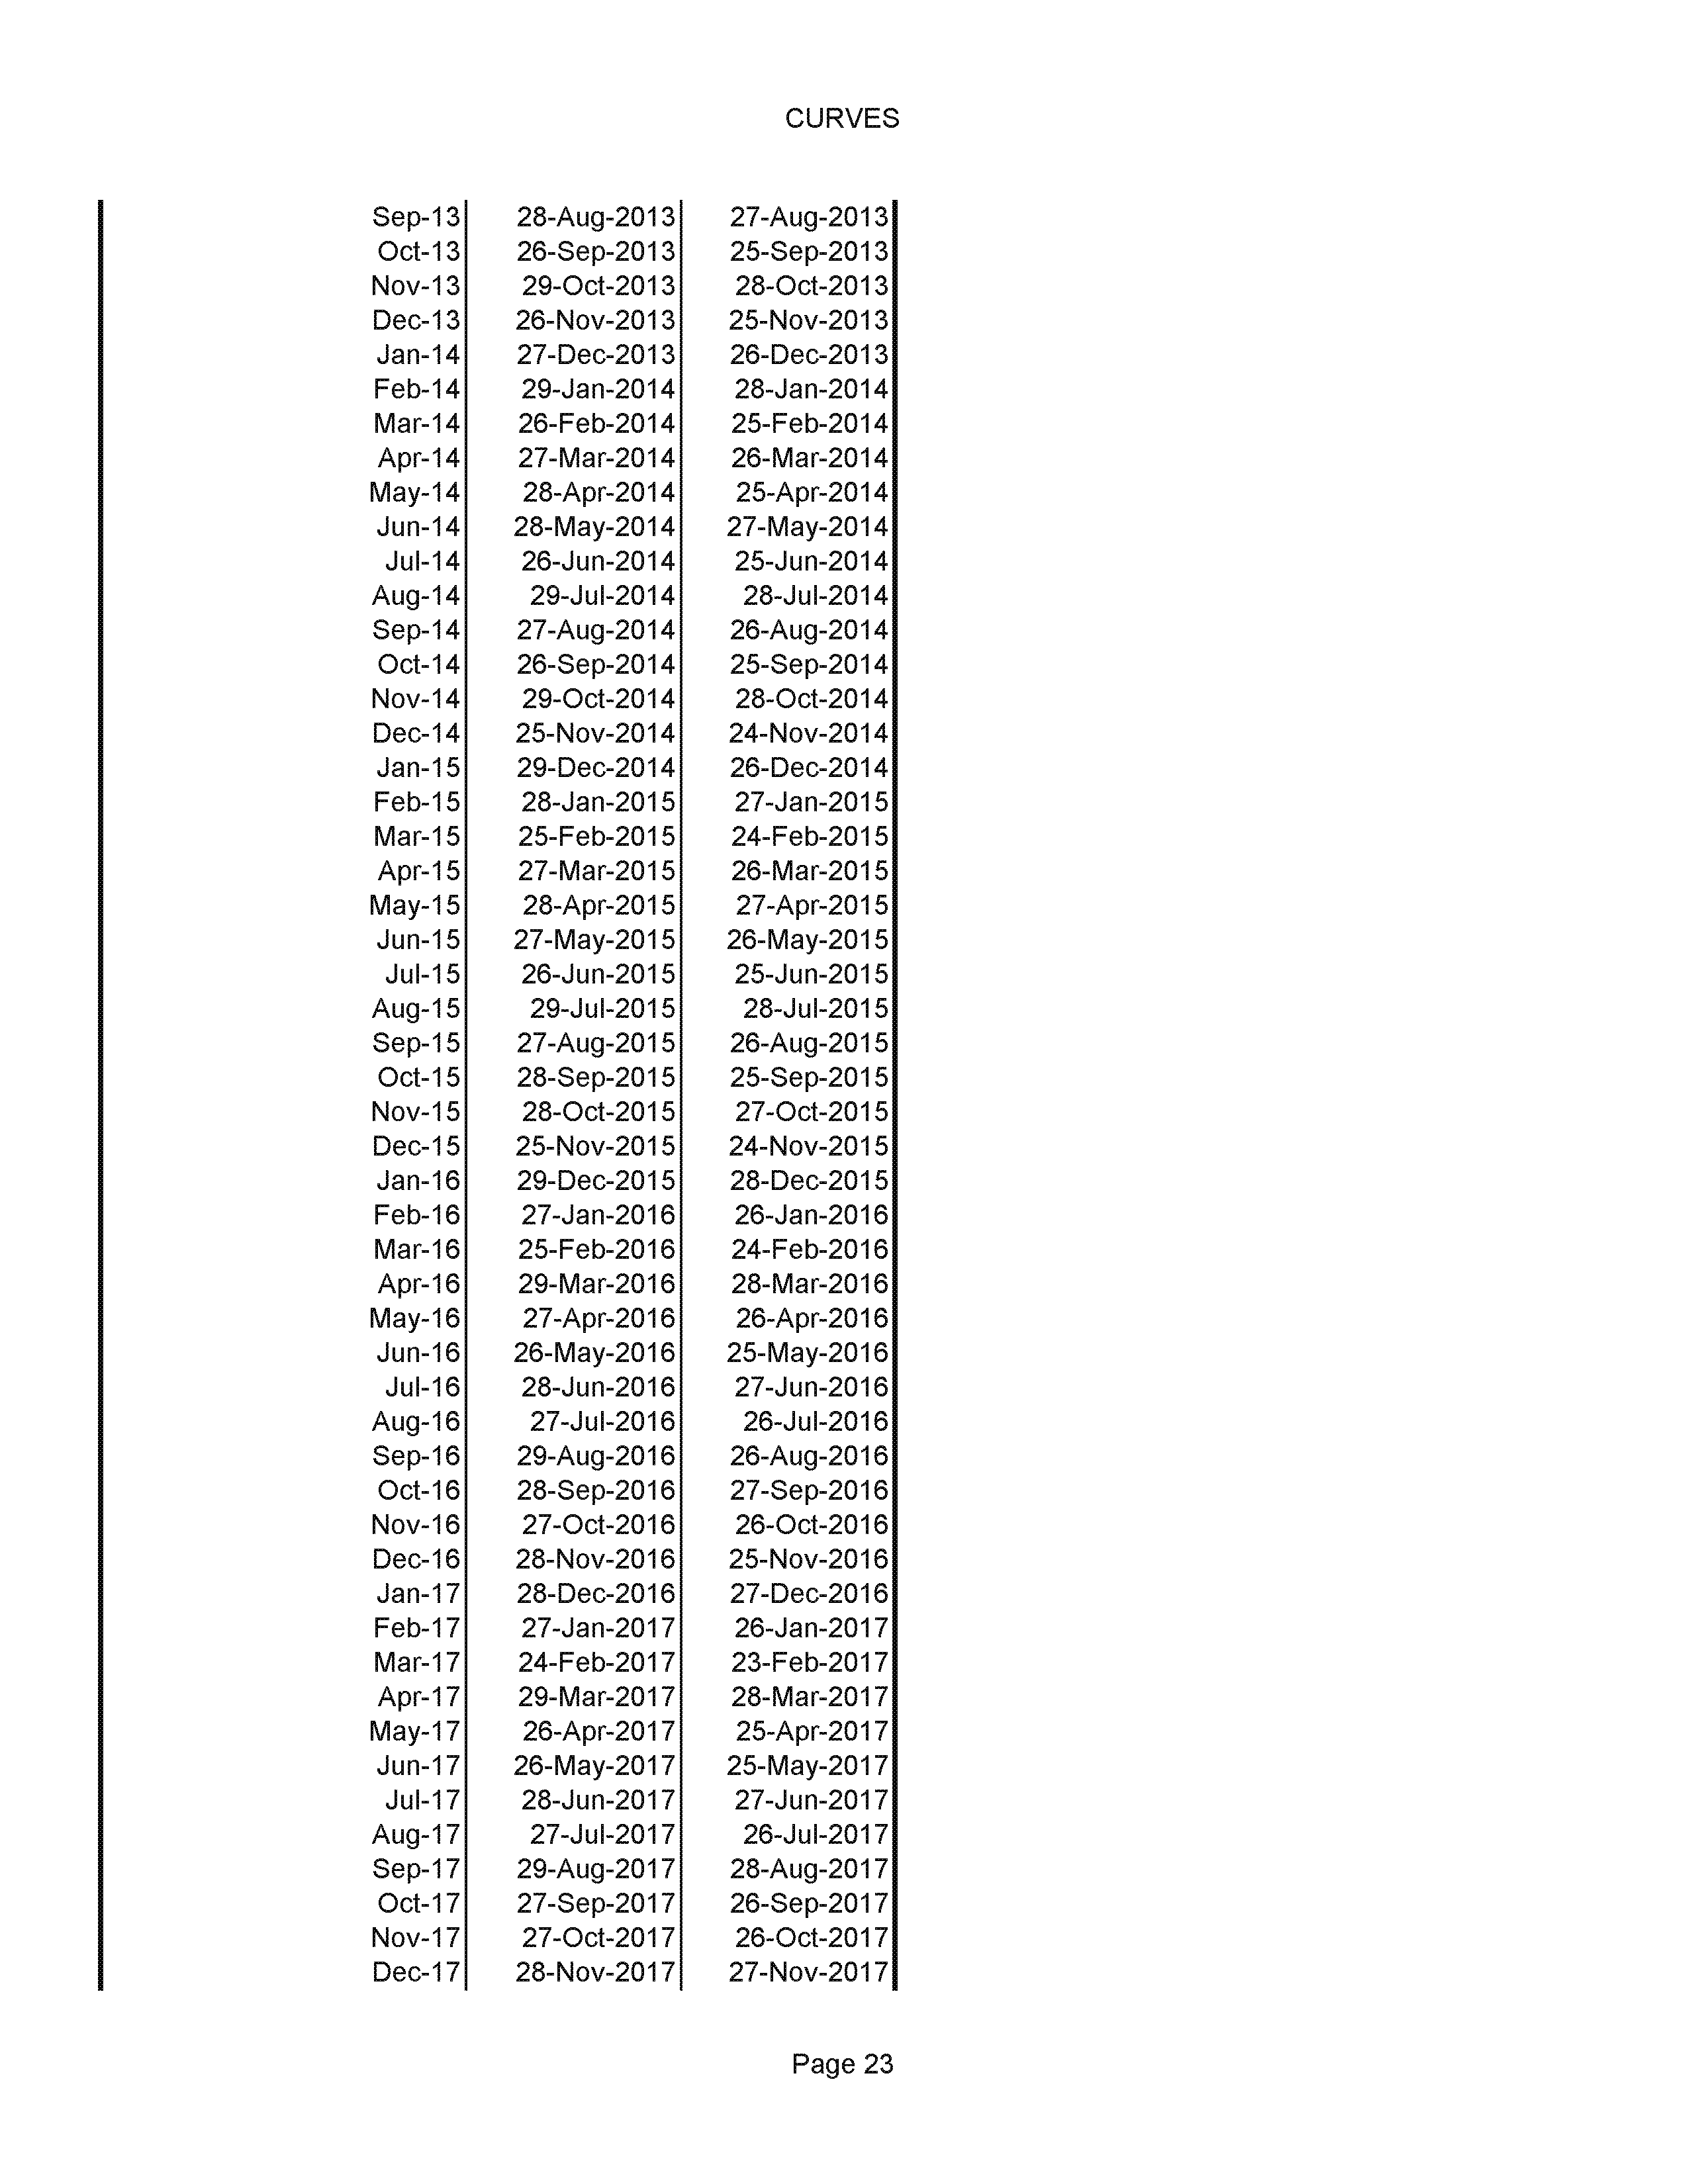 CURVES
Sep-13 28-Aug-2013 27-Aug-2013
Oct-13 26-Sep-2013 25-Sep-2013
Nov-13 29-Oct-2013 28-Oct-2013
Dec-13 26-Nov-2013 25-Nov-2013
Jan-14 27-Dec-2013 26-Dec-2013
Feb-14 29-Jan-2014 28-Jan-2014
Mar-14 26-Feb-2014 25-Feb-2014
Apr-14 27-Mar-2014 26-Mar-2014
May-14 28-Apr-2014 25-Apr-2014
Jun-14 28-May-2014 27-May-2014
Jul-14 26-Jun-2014 25-Jun-2014
Aug-14 29-Jul-2014 28-Jul-2014
Sep-14 27-Aug-2014 26-Aug-2014
Oct-14 26-Sep-2014 25-Sep-2014
Nov-14 29-Oct-2014 28-Oct-2014
Dec-14 25-Nov-2014 24-Nov-2014
Jan-15 29-Dec-2014 26-Dec-2014
Feb-15 28-Jan-2015 27-Jan-2015
Mar-15 25-Feb-2015 24-Feb-2015
Apr-15 27-Mar-2015 26-Mar-2015
May-15 28-Apr-2015 27-Apr-2015
Jun-15 27-May-2015 26-May-2015
Jul-15 26-Jun-2015 25-Jun-2015
Aug-15 29-Jul-2015 28-Jul-2015
Sep-15 27-Aug-2015 26-Aug-2015
Oct-15 28-Sep-2015 25-Sep-2015
Nov-15 28-Oct-2015 27-Oct-2015
Dec-15 25-Nov-2015 24-Nov-2015
Jan-16 29-Dec-2015 28-Dec-2015
Feb-16 27-Jan-2016 26-Jan-2016
Mar-16 25-Feb-2016 24-Feb-2016
Apr-16 29-Mar-2016 28-Mar-2016
May-16 27-Apr-2016 26-Apr-2016
Jun-16 26-May-2016 25-May-2016
Jul-16 28-Jun-2016 27-Jun-2016
Aug-16 27-Jul-2016 26-Jul-2016
Sep-16 29-Aug-2016 26-Aug-2016
Oct-16 28-Sep-2016 27-Sep-2016
Nov-16 27-Oct-2016 26-Oct-2016
Dec-16 28-Nov-2016 25-Nov-2016
Jan-17 28-Dec-2016 27-Dec-2016
Feb-17 27-Jan-2017 26-Jan-2017
Mar-17 24-Feb-2017 23-Feb-2017
Apr-17 29-Mar-2017 28-Mar-2017
May-17 26-Apr-2017 25-Apr-2017
Jun-17 26-May-2017 25-May-2017
Jul-17 28-Jun-2017 27-Jun-2017
Aug-17 27-Jul-2017 26-Jul-2017
Sep-17 29-Aug-2017 28-Aug-2017
Oct-17 27-Sep-2017 26-Sep-2017
Nov-17 27-Oct-2017 26-Oct-2017
Dec-17 28-Nov-2017 27-Nov-2017
Page 23